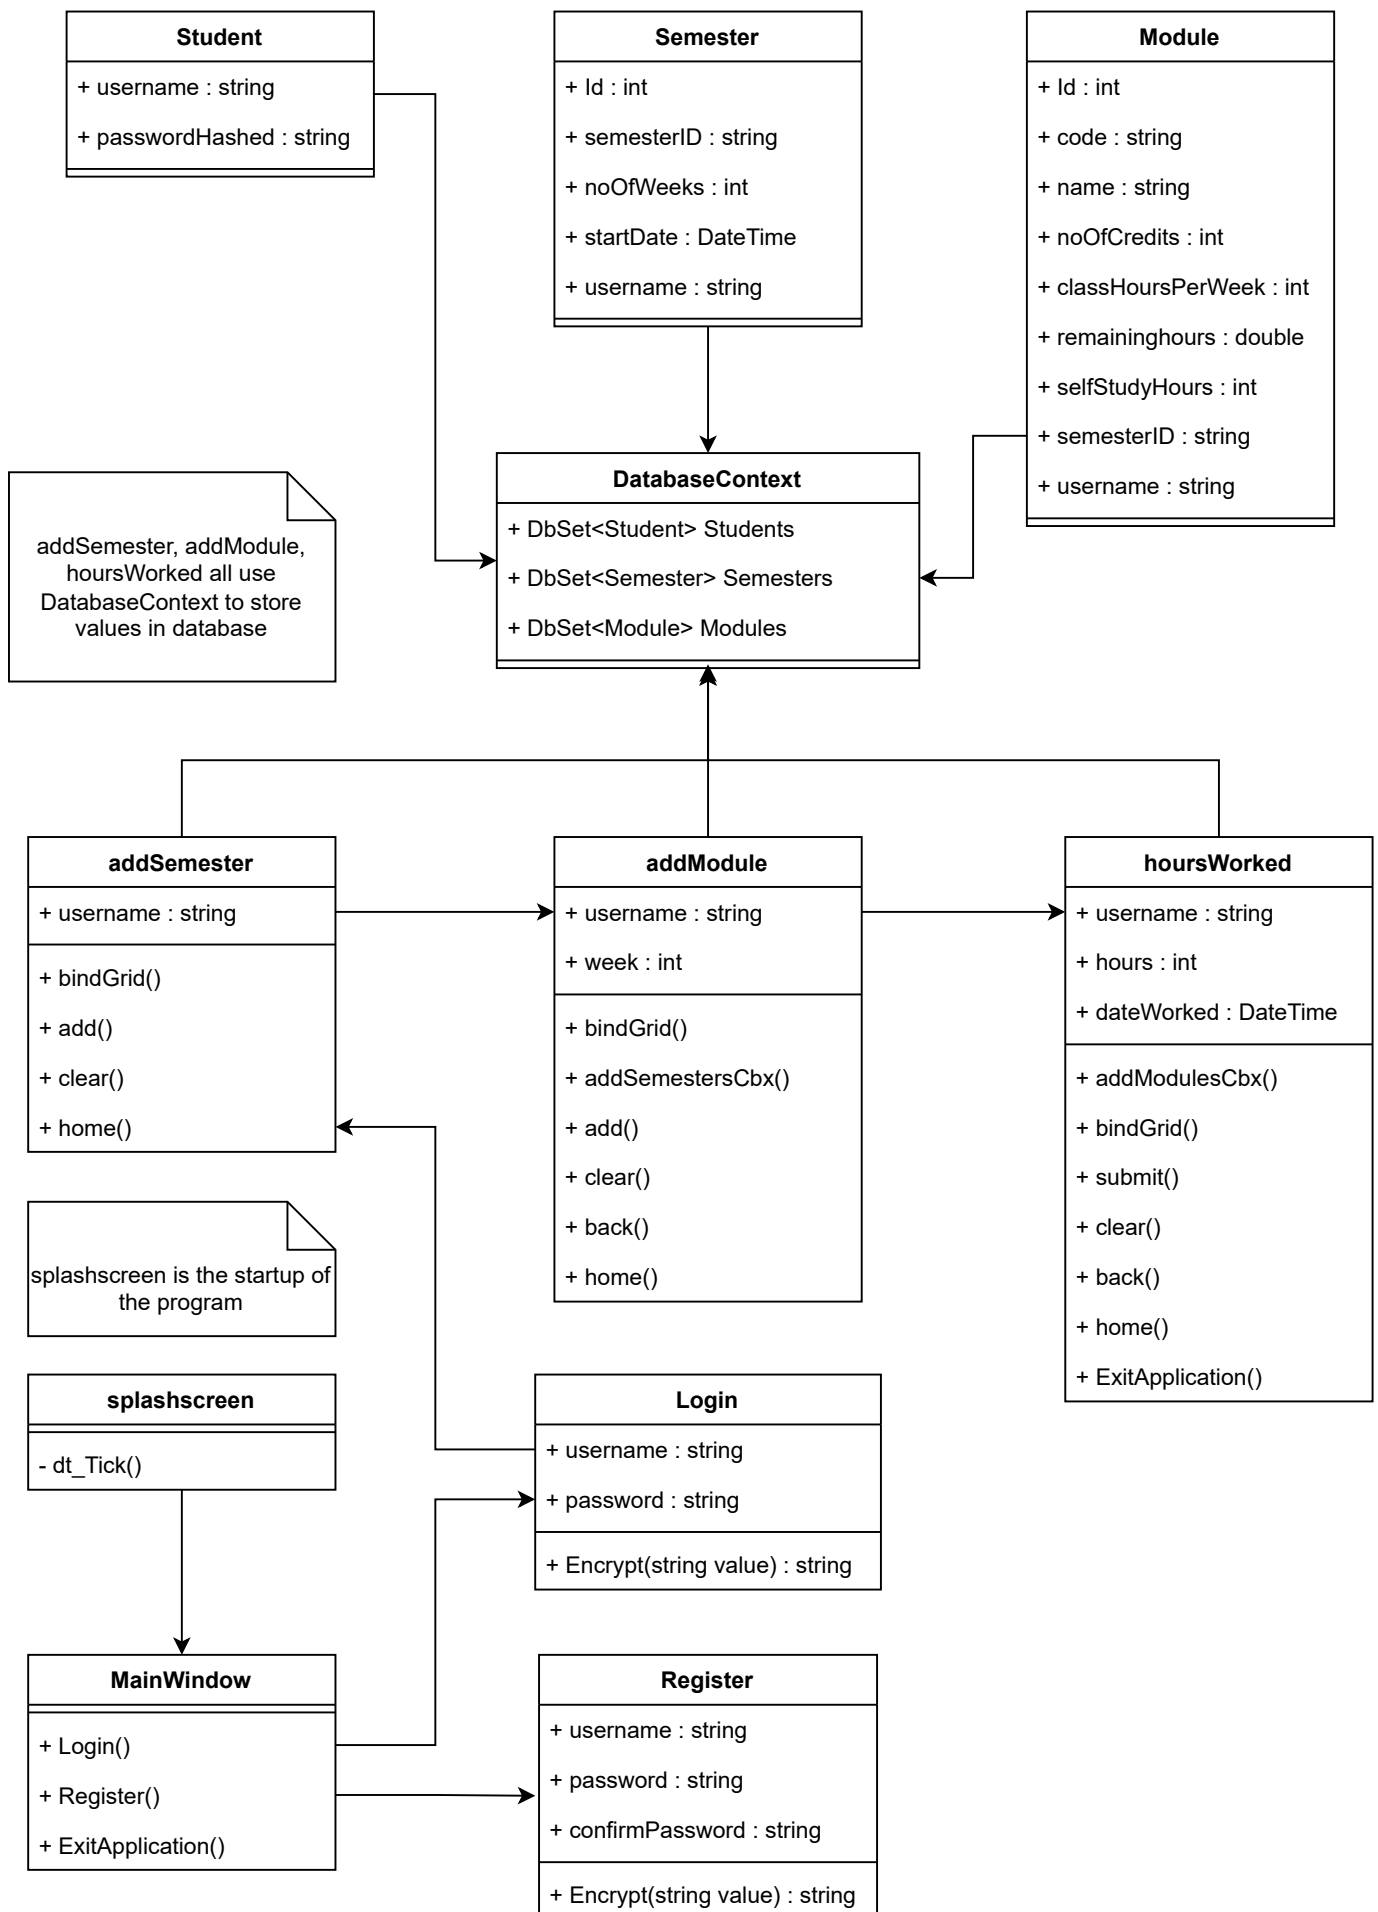 Student
+ username : string
+ passwordHashed : string
Semester
+ Id : int
+ semesterID : string
+ noOfWeeks : int
+ startDate : DateTime
+ username : string
Module
+ Id : int
+ code : string
+ name : string
+ noOfCredits : int
+ classHoursPerWeek : int
+ remaininghours : double
+ selfStudyHours : int
+ semesterID : string
+ username : string
addSemester, addModule,
hoursWorked all use
DatabaseContext to store
values in database
DatabaseContext
+ DbSet<Student> Students
+ DbSet<Semester> Semesters
+ DbSet<Module> Modules
addSemester
+ username : string
+ bindGrid()
+ add()
+ clear()
+ home()
addModule
+ username : string
+ week : int
+ bindGrid()
+ addSemestersCbx()
+ add()
+ clear()
+ back()
+ home()
hoursWorked
+ username : string
+ hours : int
+ dateWorked : DateTime
+ addModulesCbx()
+ bindGrid()
+ submit()
+ clear()
+ back()
+ home()
+ ExitApplication()
splashscreen is the startup of
the program
splashscreen
- dt_Tick()
Login
+ username : string
+ password : string
+ Encrypt(string value) : string
MainWindow
+ Login()
+ Register()
+ ExitApplication()
Register
+ username : string
+ password : string
+ confirmPassword : string
+ Encrypt(string value) : string